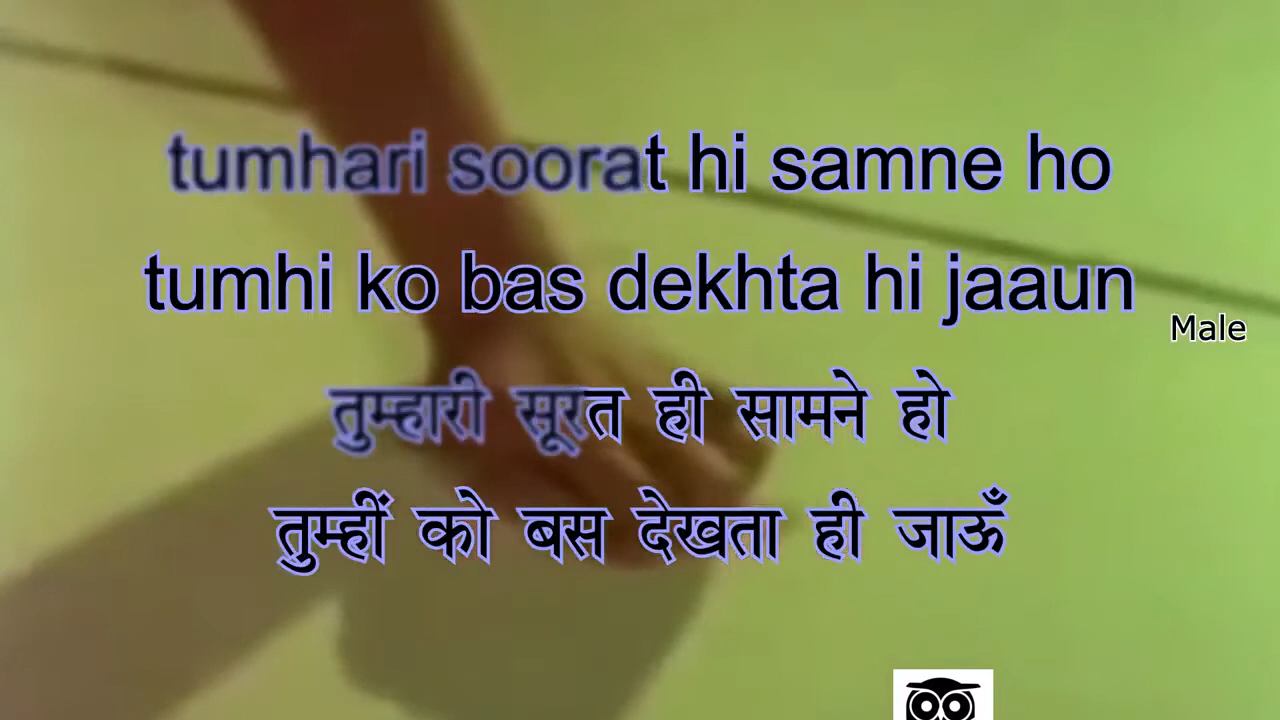 tumhari soorat hi samne ho
tumhi ko bas dekhta hi jaaun
Male
तुम्हारी सूरत ही सामने हो
तुम्हीं को बस देखता ही जाऊँ